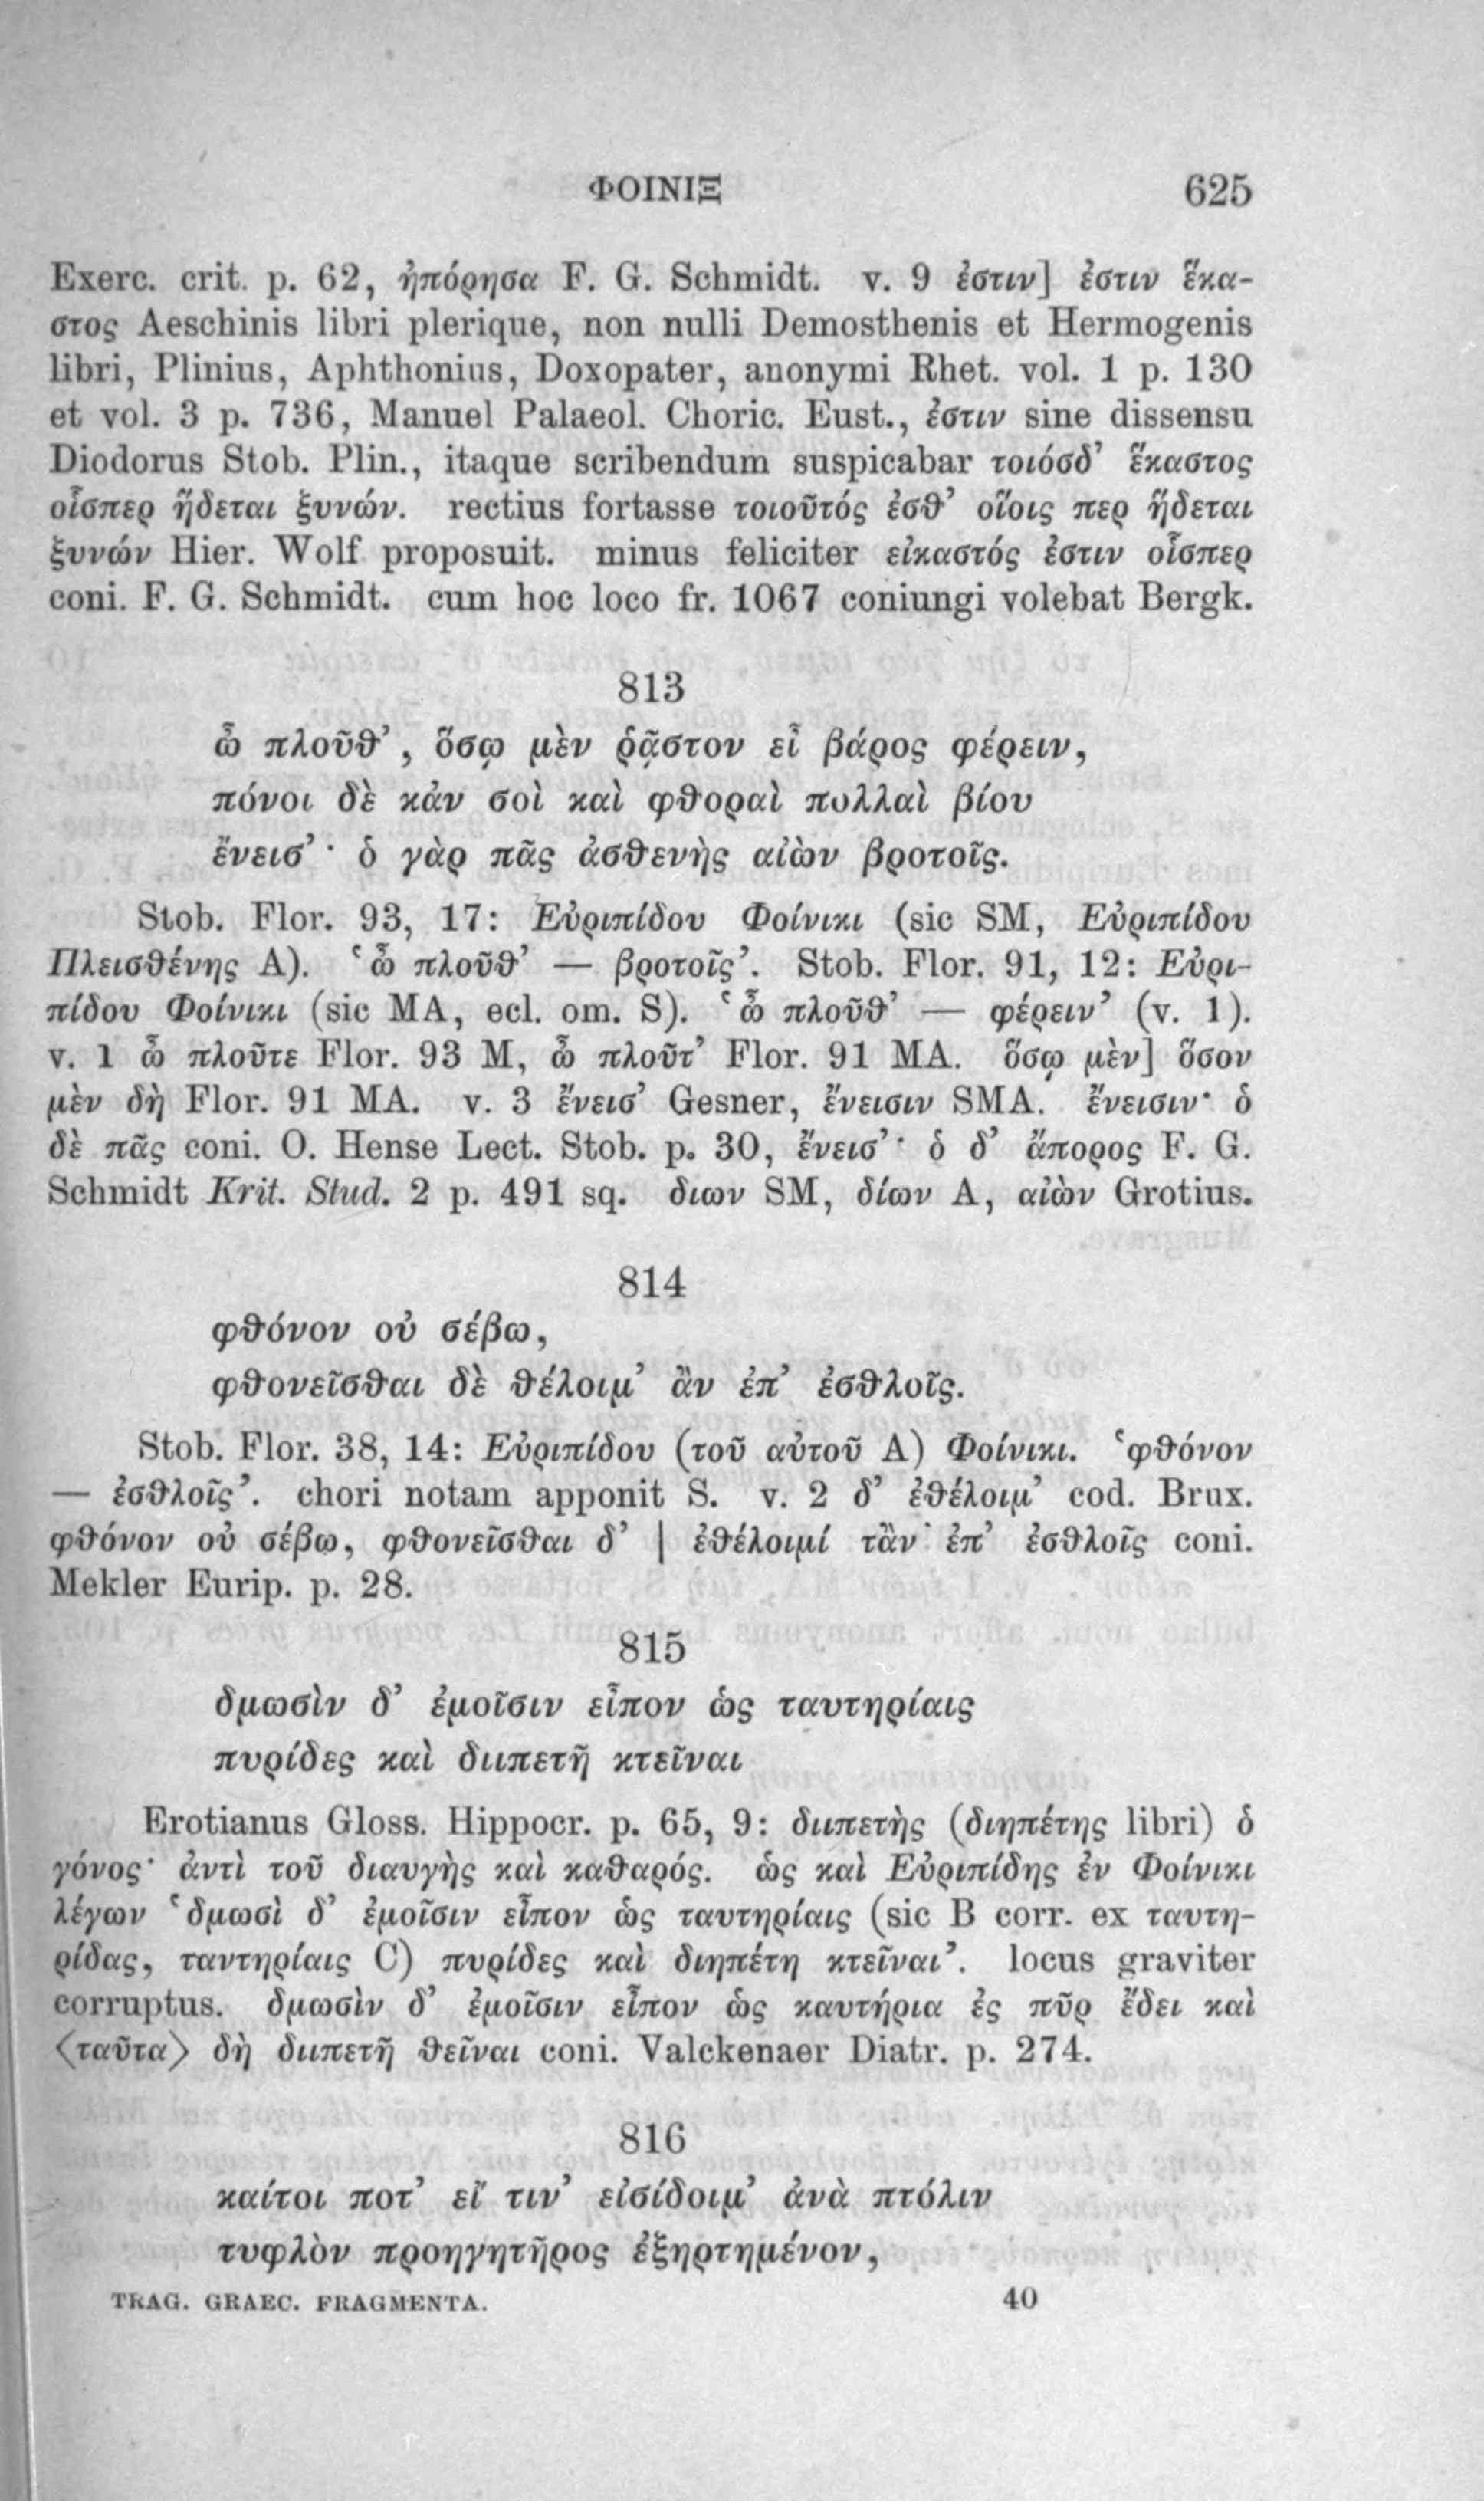 ΦΟΙΝΙΞ 625
Exerc. crit. p. 62, ἠπόρησα F. G. Schmidt. v. 9 ἐστιν] ἐστιν ἕκα-
στος Aeschinis libri plerique, non nulli Demosthenis et Hermogenis
libri, Plinius, Aphthonius, Doxopater, anonymi Rhet. vol. 1 p. 130
et vol. 3 p. 736, Manuel Palaeol. Choric. Eust., ἐστιν sine dissensu
Diodorus Stob. Plin., itaque scribendum suspicabar τοιόσδ’ ἕκαστος
οἷσπερ ἥδεται ξυνών. rectius fortasse τοιοῦτός ἐσθ’ οἵοις περ ἥδεται
ξυνών Hier. Wolf proposuit. minus feliciter εἰκαστός ἐστιν οἷσπερ
coni. F. G. Schmidt. cum hoc loco fr. 1067 coniungi volebat Bergk.
813
ὦ πλοῦθ’, ὅσῳ μὲν ῥᾷστον εἶ βάρος φέρειν,
πόνοι δὲ κἀν σοὶ καὶ φθοραὶ πολλαὶ βίου
ἔνεισ’· ὁ γὰρ πᾶς ἀσθενὴς αἰὼν βροτοῖς.
Stob. Flor. 93, 17: Εὐριπίδου Φοίνικι (sic SM, Εὐριπίδου
Πλεισθένης A). ‘ὦ πλοῦθ’ — βροτοῖς’. Stob. Flor. 91, 12: Εὐρι-
πίδου Φοίνικι (sic MA, ecl. om. S). ‘ὦ πλοῦθ’ — φέρειν’ (v. 1).
v. 1 ὦ πλοῦτε Flor. 93 M, ὦ πλοῦτ’ Flor. 91 MA. ὅσῳ μὲν] ὅσον
μὲν δὴ Flor. 91 MA. v. 3 ἔνεισ’ Gesner, ἔνεισιν SMA. ἔνεισιν· ὁ
δὲ πᾶς coni. O. Hense Lect. Stob. p. 30, ἔνεισ’· ὁ δ’ ἄπορος F. G.
Schmidt Krit. Stud. 2 p. 491 sq. διων SM, δίων A, αἰὼν Grotius.
814
φθόνον οὐ σέβω,
φθονεῖσθαι δὲ θέλοιμ’ ἂν ἐπ’ ἐσθλοῖς.
Stob. Flor. 38, 14: Εὐριπίδου (τοῦ αὐτοῦ A) Φοίνικι. ‘φθόνον
— ἐσθλοῖς’. chori notam apponit S. v. 2 δ’ ἐθέλοιμ’ cod. Brux.
φθόνον οὐ σέβω, φθονεῖσθαι δ’ | ἐθέλοιμί τἂν ἐπ’ ἐσθλοῖς coni.
Mekler Eurip. p. 28.
815
δμωσὶν δ’ ἐμοῖσιν εἶπον ὡς ταυτηρίαις
πυρίδες καὶ διιπετῆ κτεῖναι
Erotianus Gloss. Hippocr. p. 65, 9: διιπετὴς (διηπέτης libri) ὁ
γόνος· ἀντὶ τοῦ διαυγὴς καὶ καθαρός. ὡς καὶ Εὐριπίδης ἐν Φοίνικι
λέγων ‘δμωσὶ δ’ ἐμοῖσιν εἶπον ὡς ταυτηρίαις (sic B corr. ex ταυτη-
ρίδας, ταντηρίαις C) πυρίδες καὶ διηπέτη κτεῖναι’. locus graviter
corruptus. δμωσὶν δ’ ἐμοῖσιν εἶπον ὡς καυτήρια ἐς πῦρ ἔδει καὶ
⟨ταῦτα⟩ δὴ διιπετῆ θεῖναι coni. Valckenaer Diatr. p. 274.
816
καίτοι ποτ’ εἴ τιν’ εἰσίδοιμ’ ἀνὰ πτόλιν
τυφλὸν προηγητῆρος ἐξηρτημένον,
TRAG. GRAEC. FRAGMENTA. 40